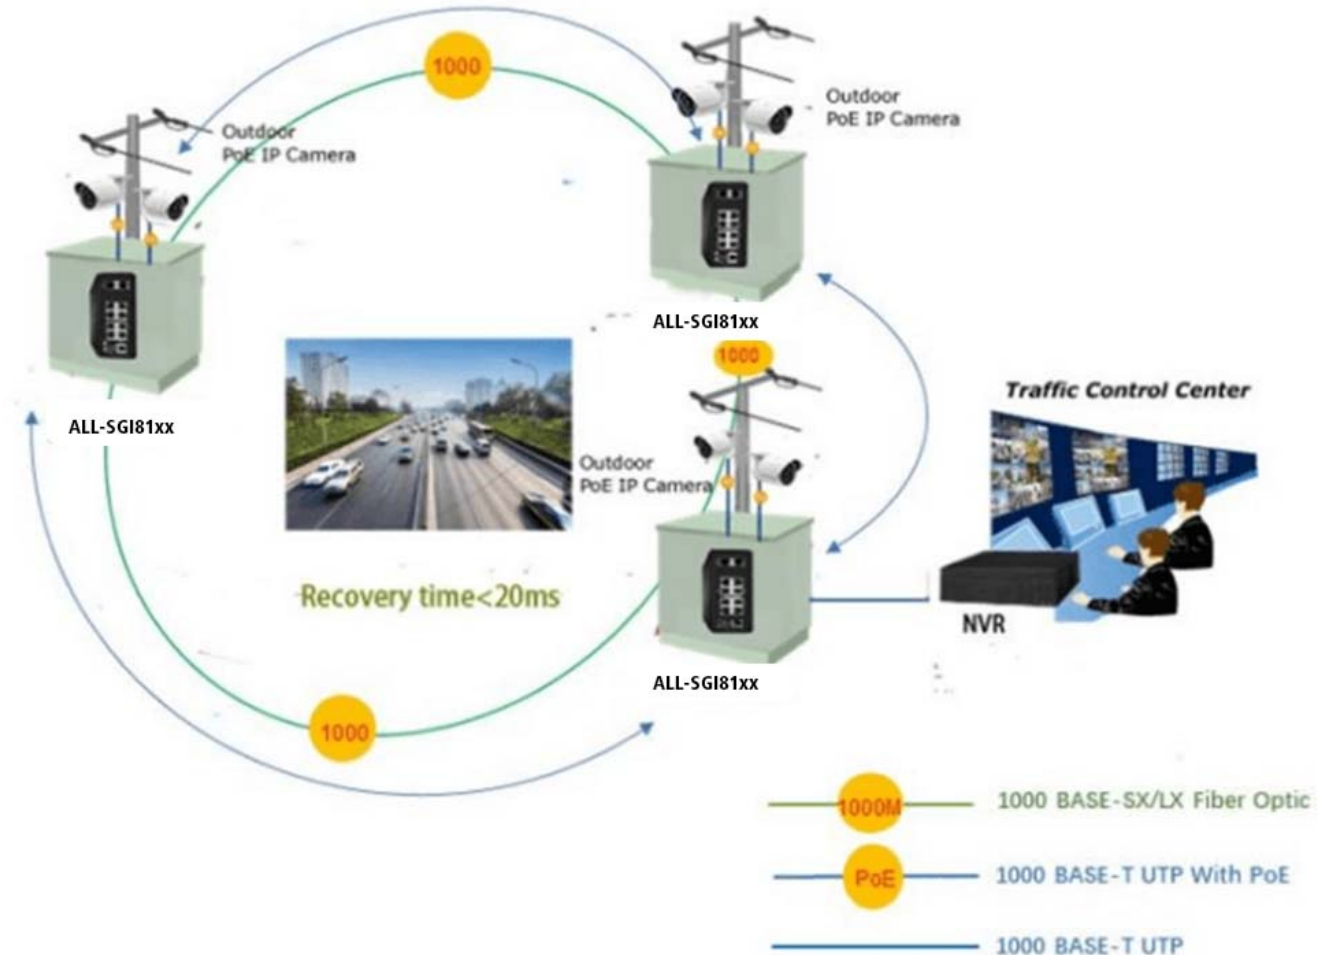 1000
Outdoor
PoE IP Camera
Outdoor
PoE IP Camera
ALL-SGI81xx
1000
Traffic Control Center
ALL-SGI81xx
Outdoor
PoE IP Camera
Recovery time<20ms
NVR
ALL-SGI81xx
1000
1000M
1000 BASE-SX/LX Fiber Optic
PoE
1000 BASE-T UTP With PoE
1000 BASE-T UTP